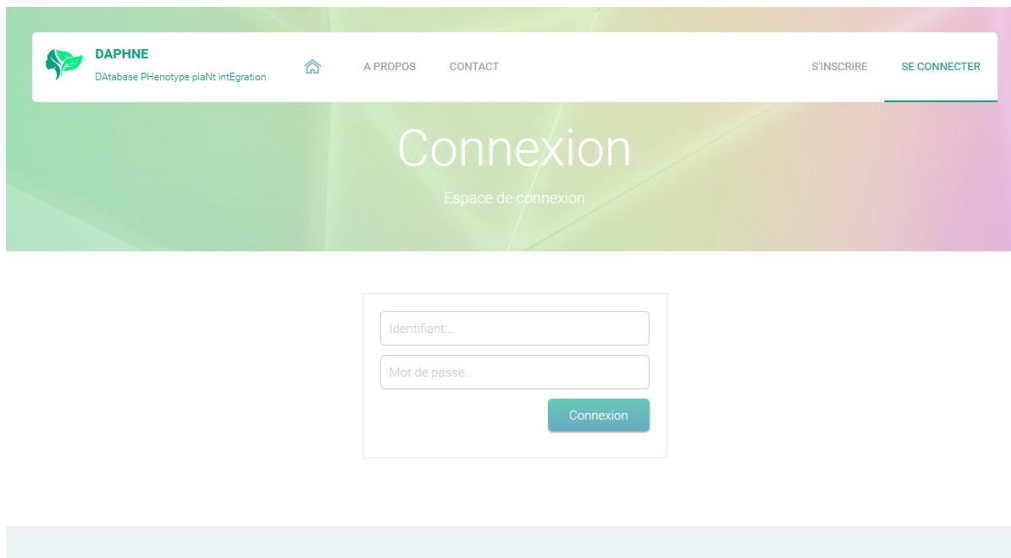 DAPHNE
DAtabase PHenotype plaNt intEgration
A PROPOS
CONTACT
S'INSCRIRE
SE CONNECTER
Connexion
Espace de connexion
Identifiant...
Mot de passe...
Connexion